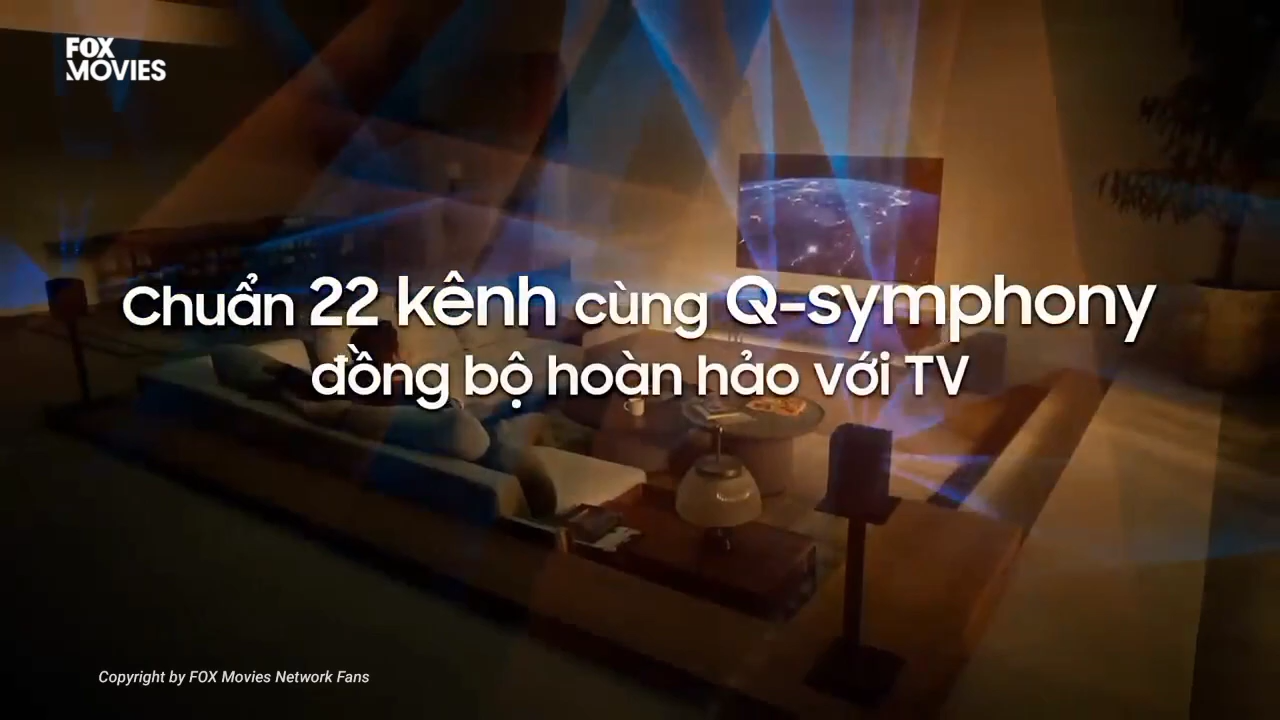 FOX
MOVIES
Chuẩn 22 kênh cùng Q-symphony
đồng bộ hoàn hảo với TV
Copyright by FOX Movies Network Fans